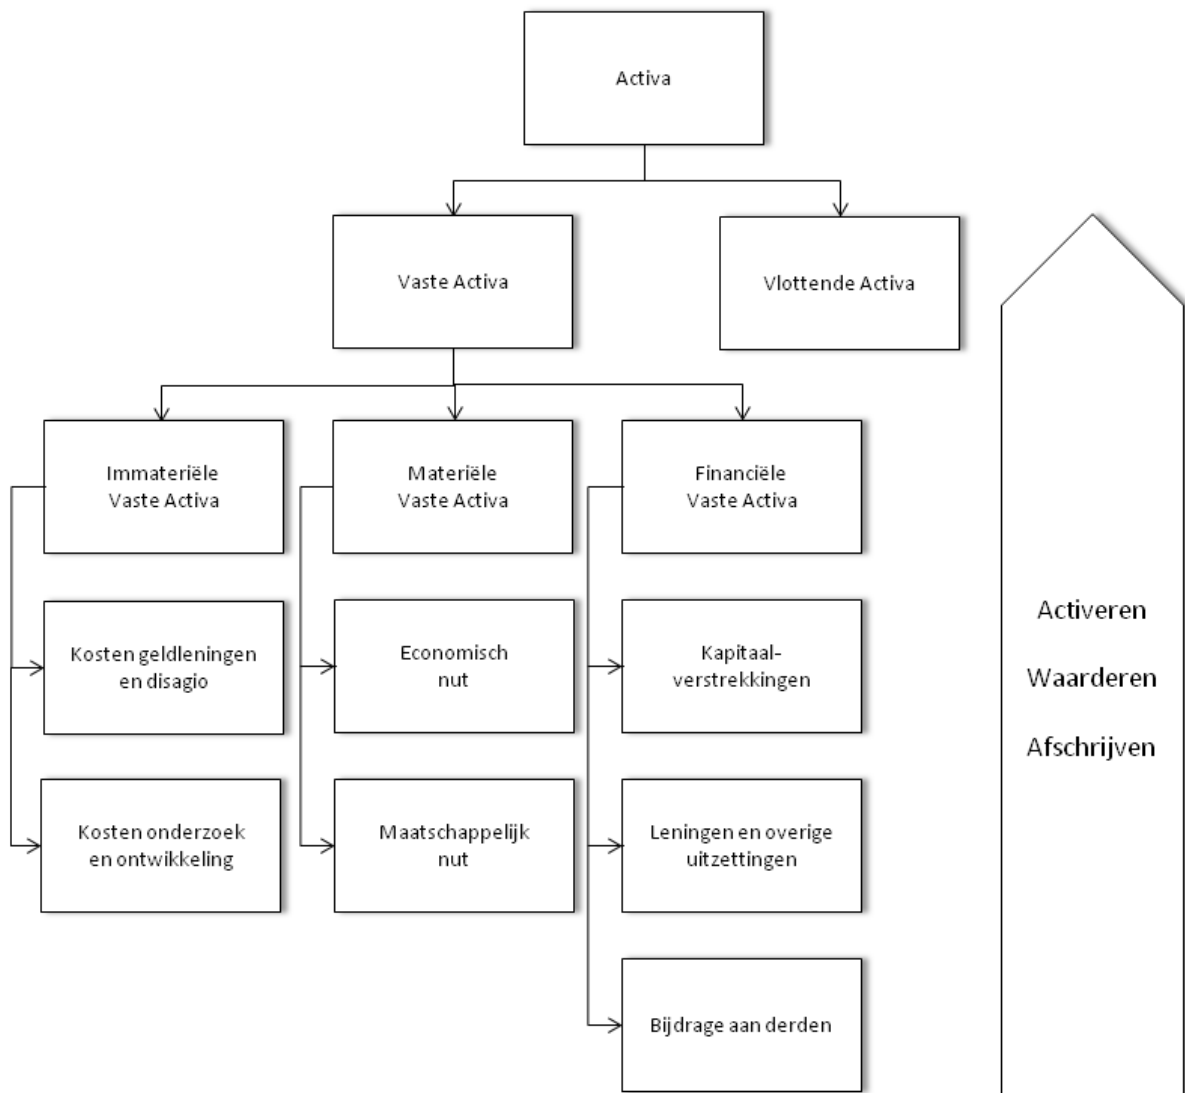 Activa
Vaste Activa
Vlottende Activa
Immateriële
Vaste Activa
Materiële
Vaste Activa
Financiële
Vaste Activa
Kosten geldleningen
en disagio
Economisch
nut
Kapitaal-
verstrekkingen
Kosten onderzoek
en ontwikkeling
Maatschappelijk
nut
Leningen en overige
uitzettingen
Bijdrage aan derden
Activeren
Waarderen
Afschrijven